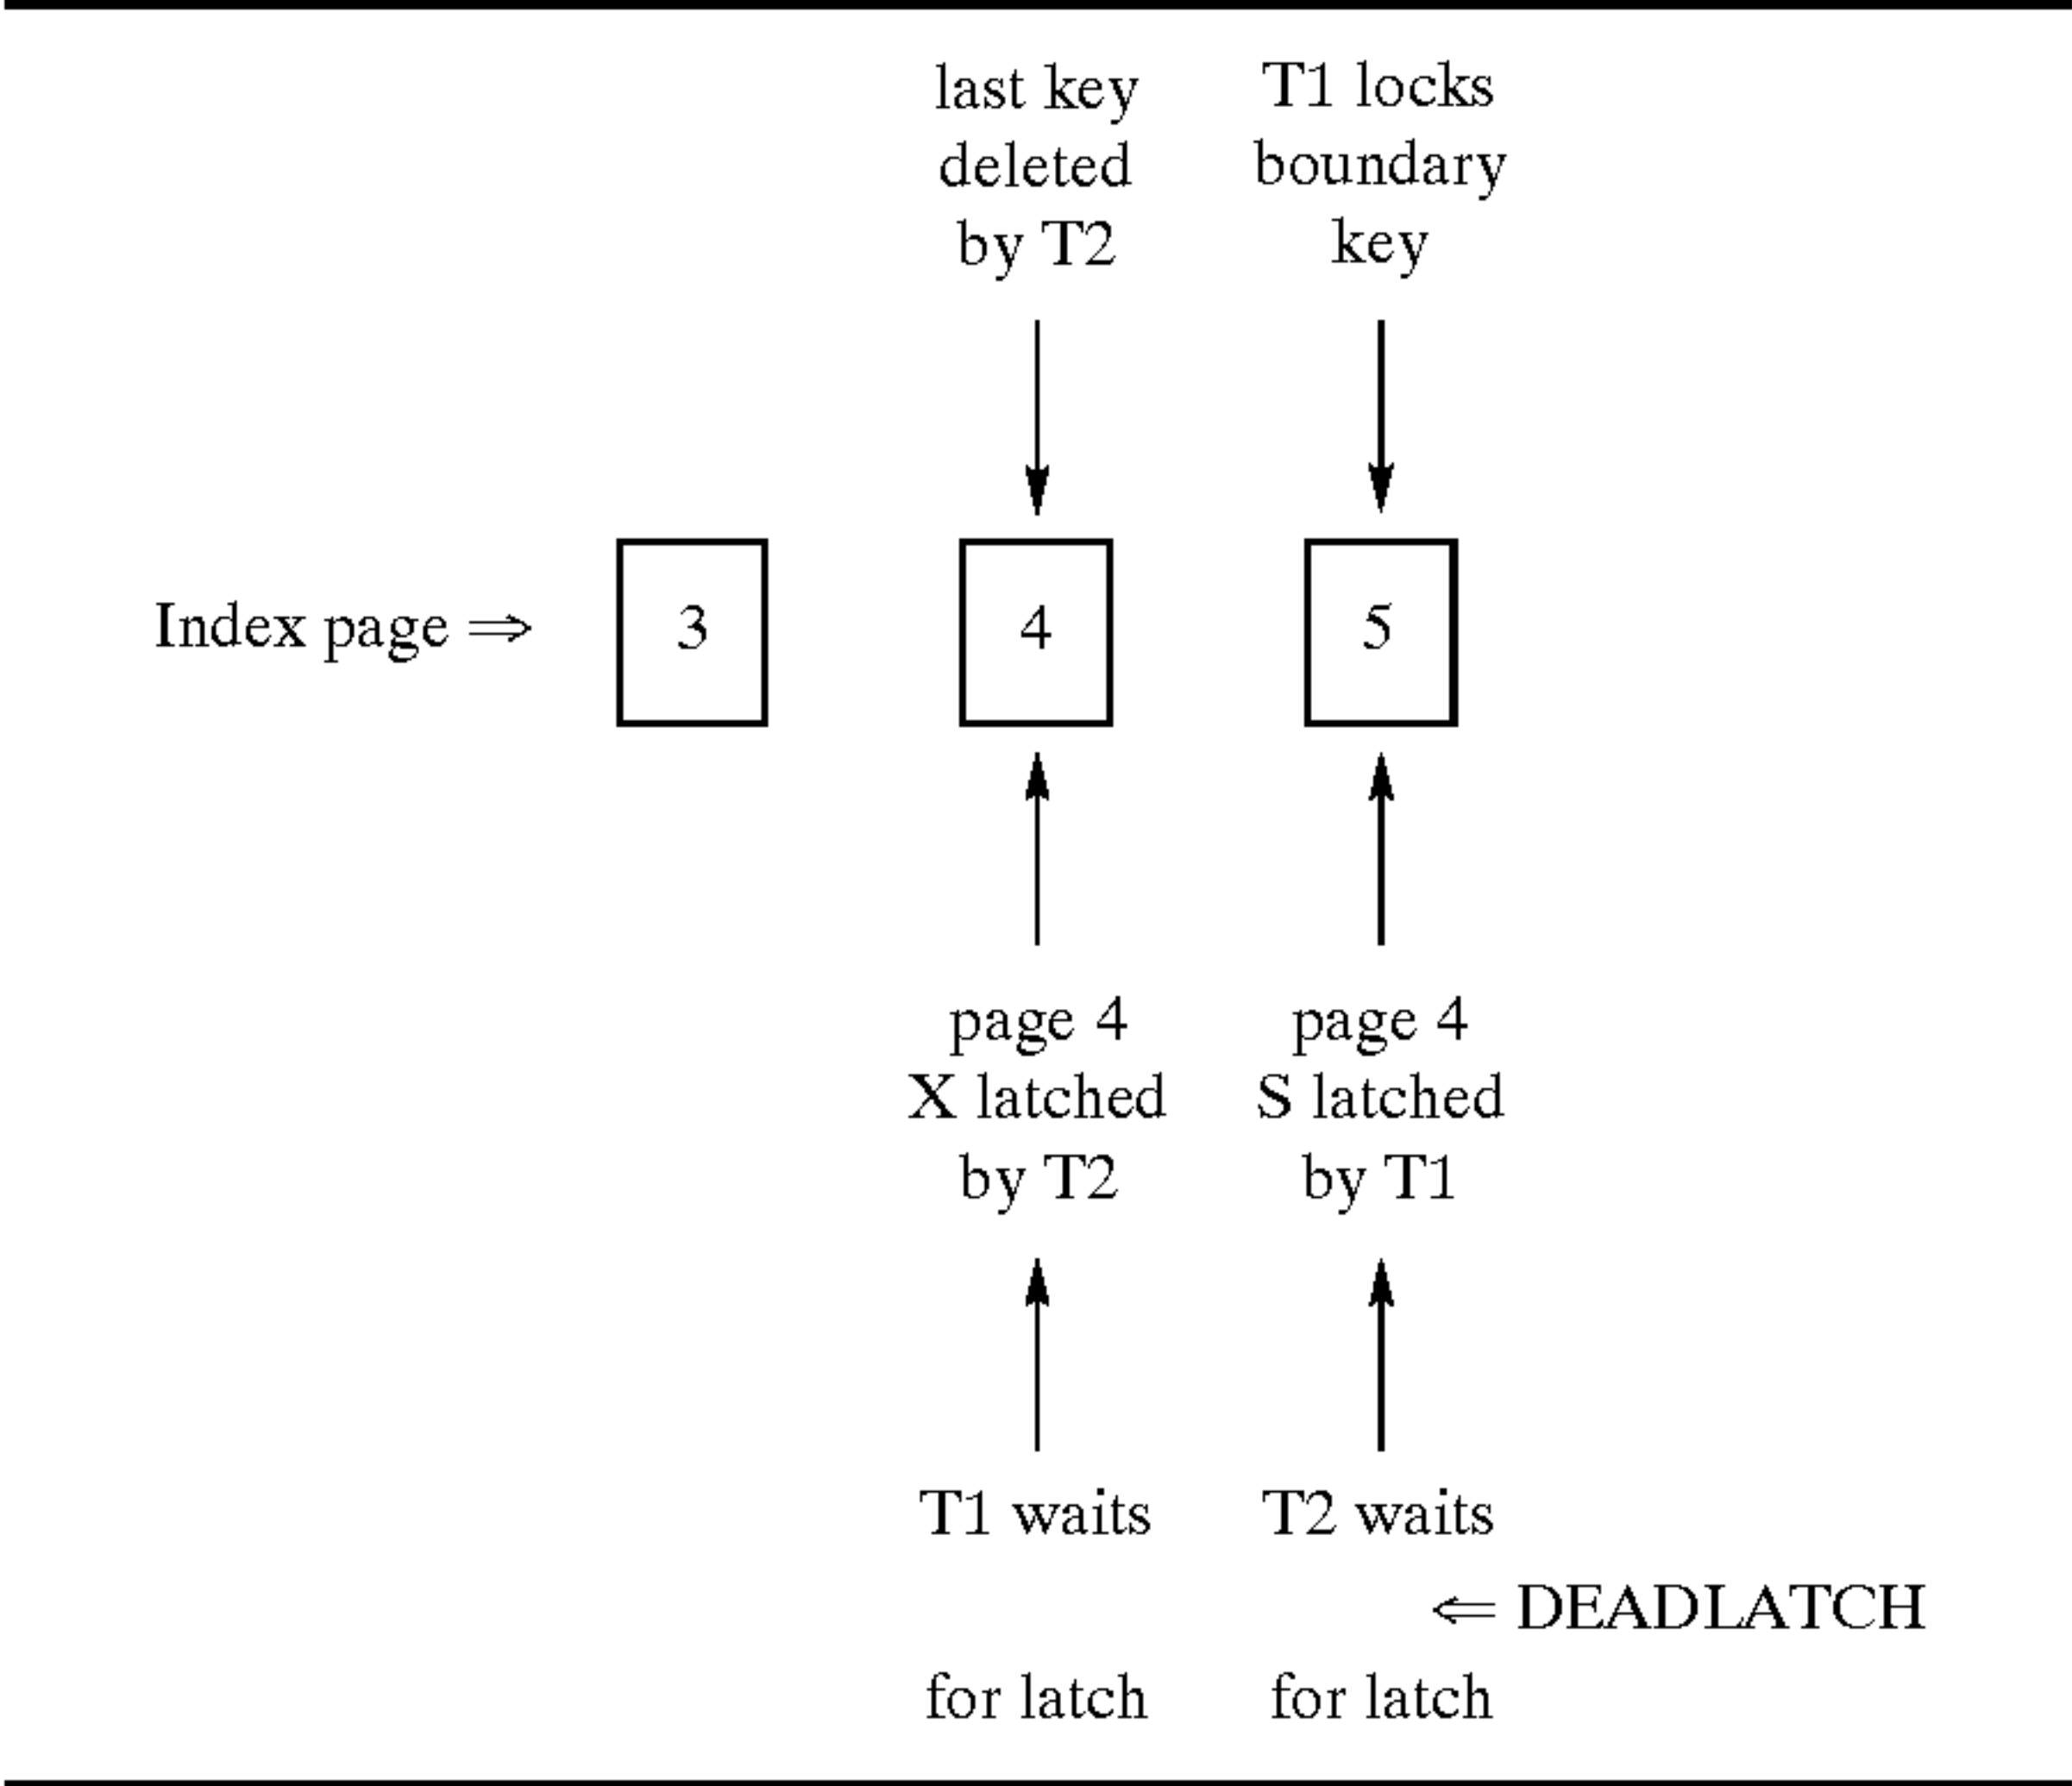 last key
deleted
by T2
T1 locks
boundary
key
Index page ⇒
3
4
5
page 4
X latched
by T2
page 4
S latched
by T1
T1 waits
for latch
T2 waits
for latch
⇐ DEADLATCH